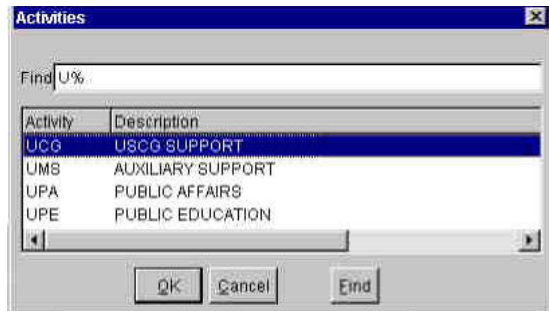 Activities
Find U%
Activity Description
UCG USCG SUPPORT
UMS AUXILIARY SUPPORT
UPA PUBLIC AFFAIRS
UPE PUBLIC EDUCATION
OK Cancel Find